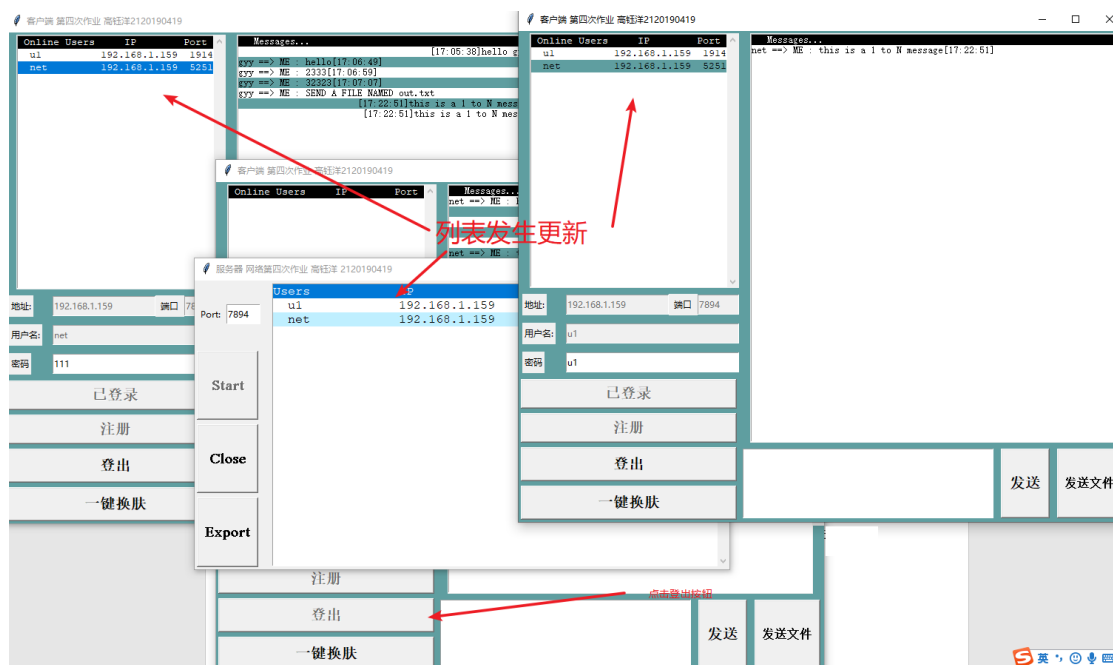 客户端 第四次作业 高钰洋2120190419
Online Users IP Port
u1 192.168.1.159 1914
net 192.168.1.159 5251
Messages...
[17:05:38]hello g
gyy ==> ME : hello[17:06:49]
gyy ==> ME : 2333[17:06:59]
gyy ==> ME : 32323[17:07:07]
gyy ==> ME : SEND A FILE NAMED out.txt
[17:22:51]this is a 1 to N mess
[17:22:51]this is a 1 to N mes
地址: 192.168.1.159 端口 78
用户名: net
密码 111
已登录
注册
登出
一键换肤
客户端 第四次作业 高钰洋2120190419
Online Users IP Port
Messages...
net ==> ME :
net ==> ME :
注册
登出
一键换肤
发送
发送文件
列表发生更新
点击登出按钮
服务器 网络第四次作业 高钰洋 2120190419
Port: 7894
Users IP
u1 192.168.1.159
net 192.168.1.159
Start
Close
Export
客户端 第四次作业 高钰洋2120190419
Online Users IP Port
u1 192.168.1.159 1914
net 192.168.1.159 5251
Messages...
net ==> ME : this is a 1 to N message[17:22:51]
地址: 192.168.1.159 端口 7894
用户名: u1
密码 u1
已登录
注册
登出
一键换肤
发送
发送文件
英